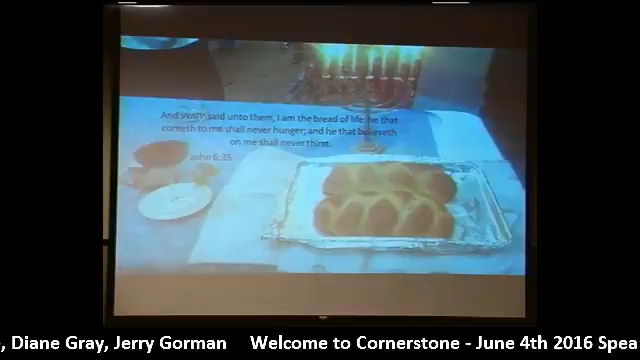 And יהושע said unto them, I am the bread of life: he that
cometh to me shall never hunger; and he that believeth
on me shall never thirst.
John 6:35
, Diane Gray, Jerry Gorman Welcome to Cornerstone - June 4th 2016 Spea